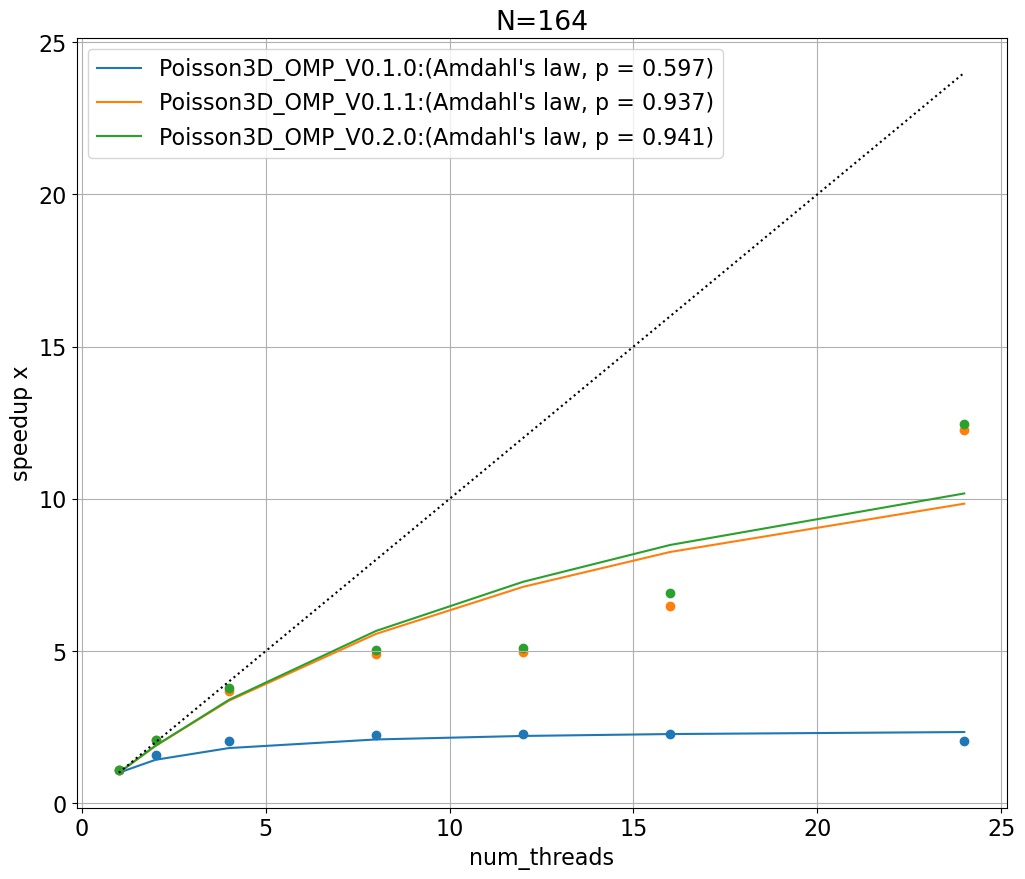 N=164
25
20
15
10
5
0
speedup x
Poisson3D_OMP_V0.1.0:(Amdahl's law, p = 0.597)
Poisson3D_OMP_V0.1.1:(Amdahl's law, p = 0.937)
Poisson3D_OMP_V0.2.0:(Amdahl's law, p = 0.941)
0 5 10 15 20 25
num_threads